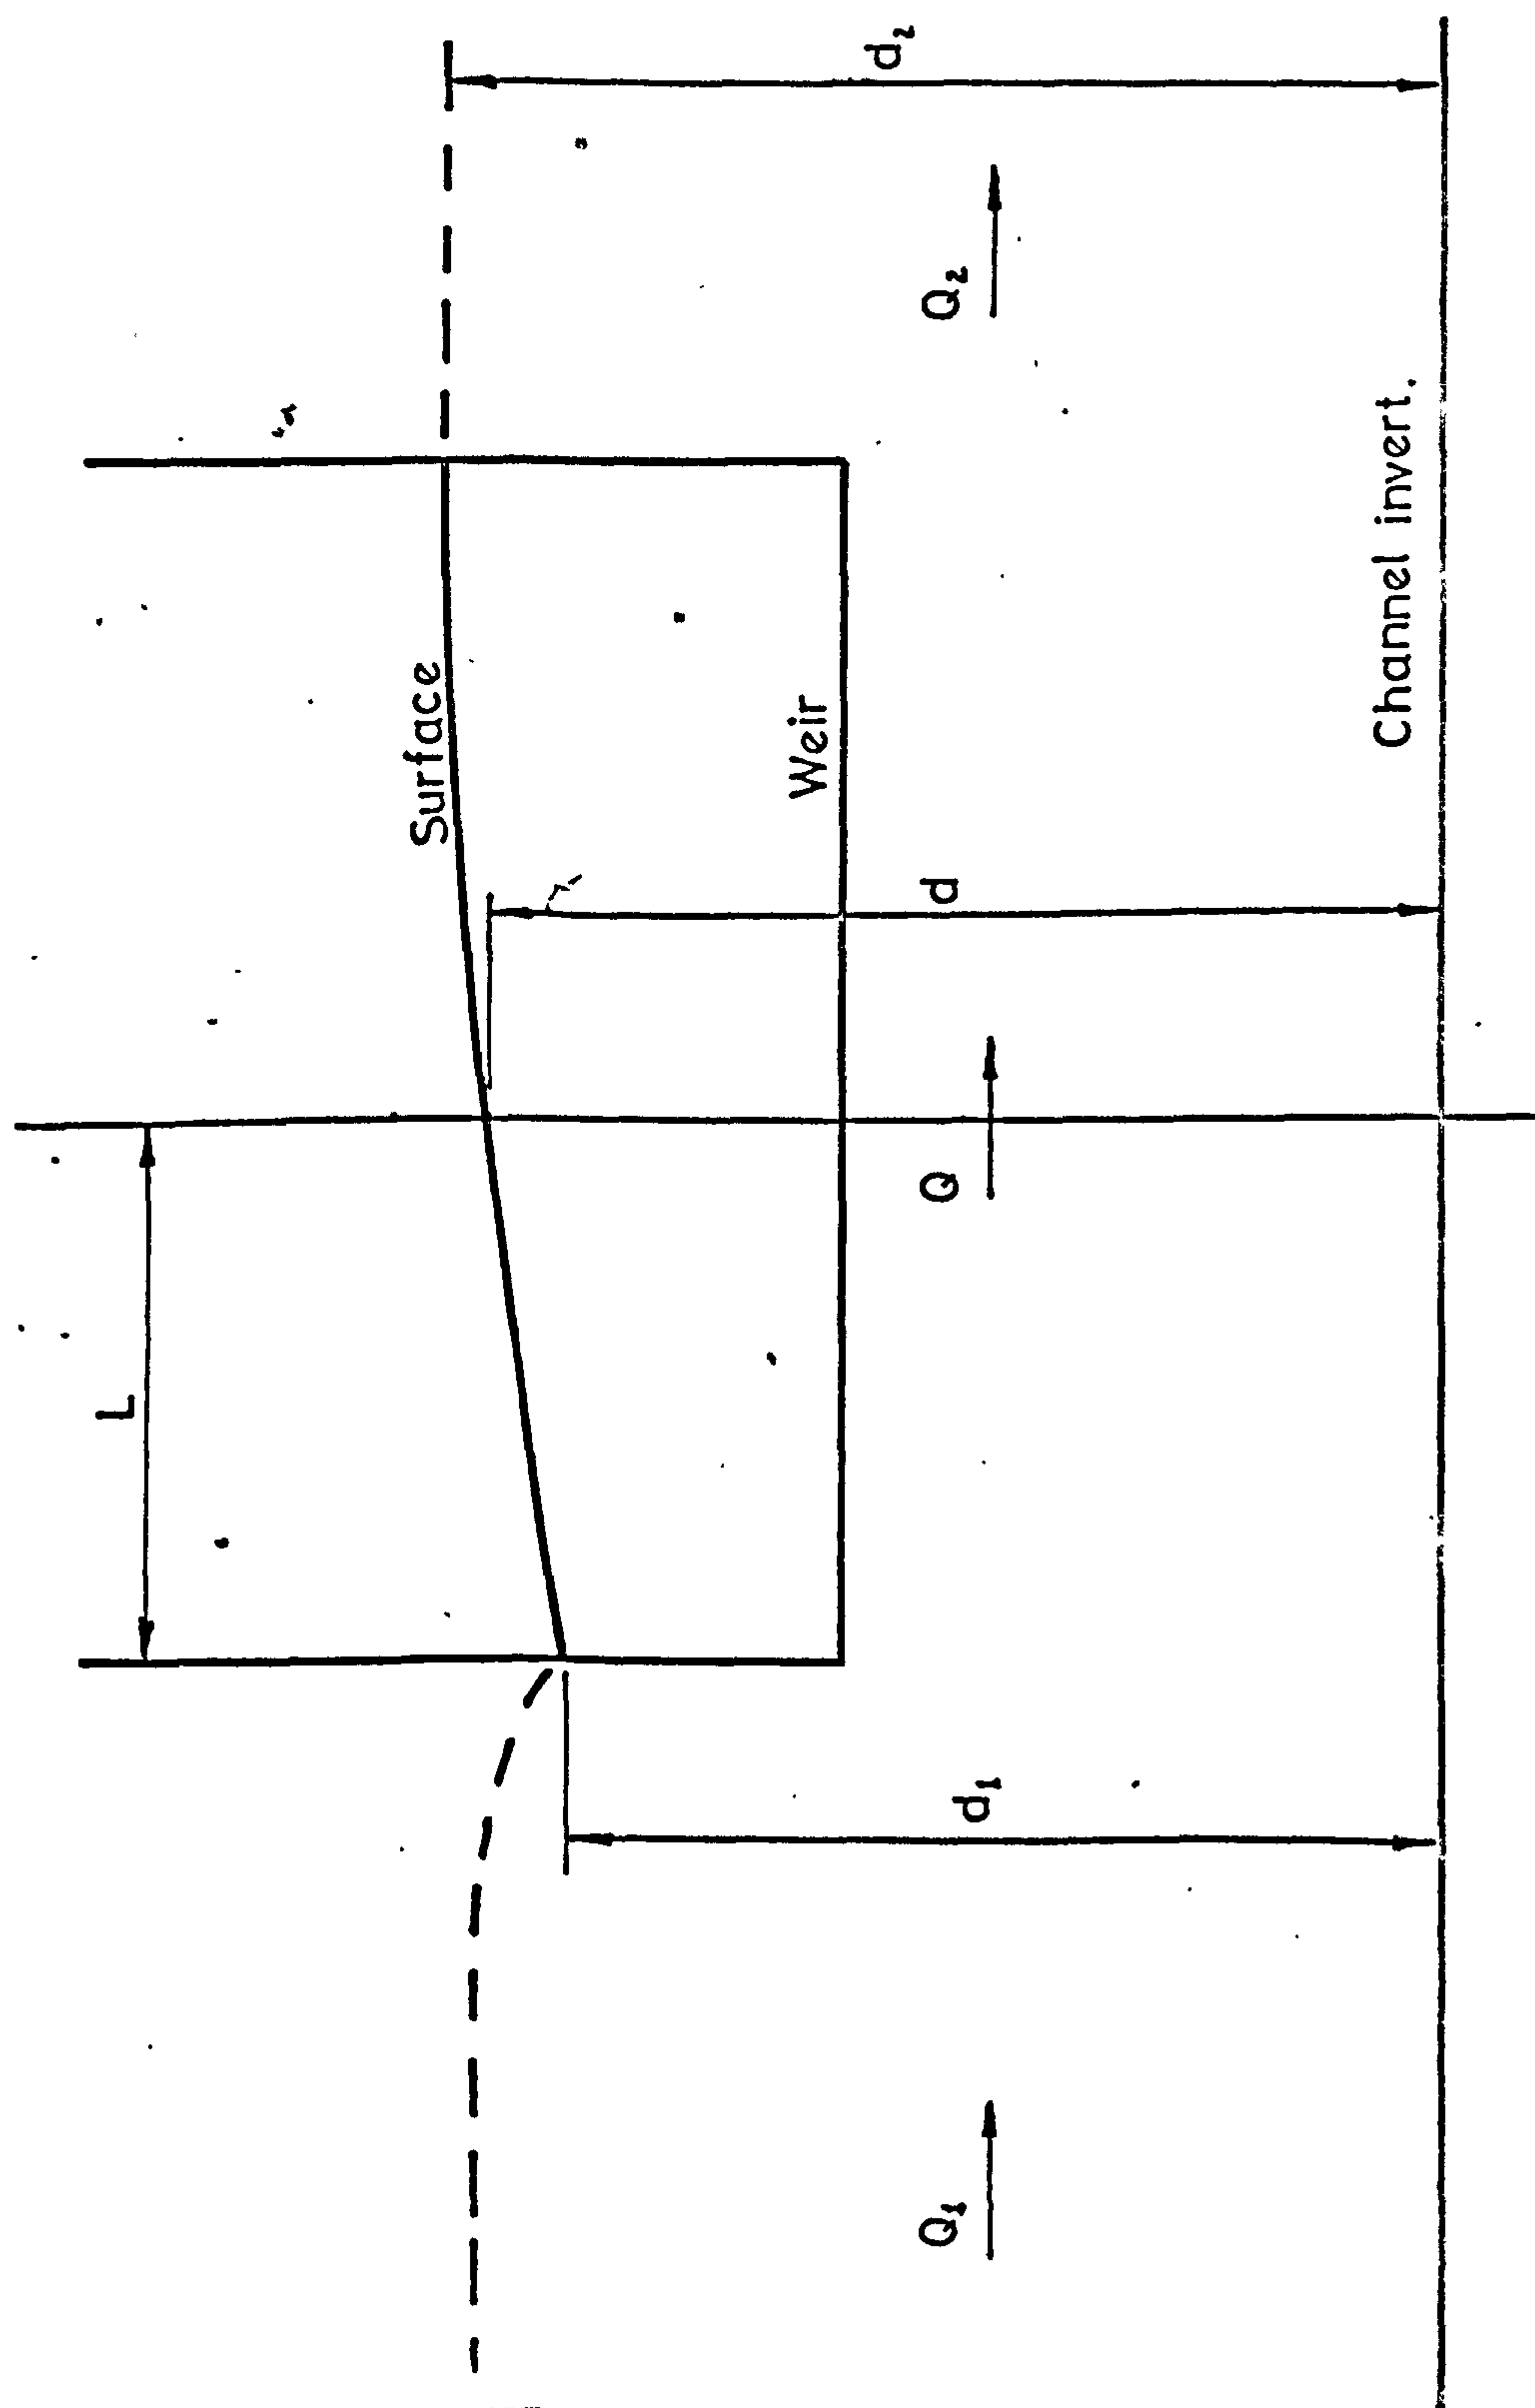 L
Surface
Weir
d₁
d
d₂
Q₁
Q
Q₂
Channel invert.